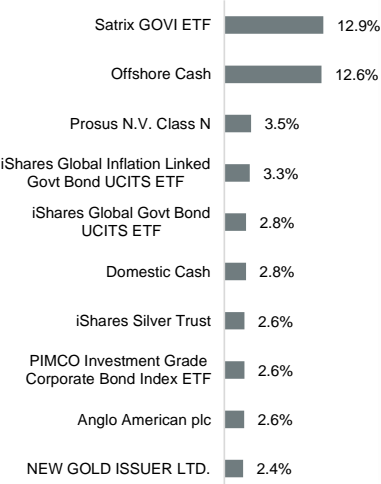 Satrix GOVI ETF 12.9%
Offshore Cash 12.6%
Prosus N.V. Class N 3.5%
iShares Global Inflation Linked
Govt Bond UCITS ETF 3.3%
iShares Global Govt Bond
UCITS ETF 2.8%
Domestic Cash 2.8%
iShares Silver Trust 2.6%
PIMCO Investment Grade
Corporate Bond Index ETF 2.6%
Anglo American plc 2.6%
NEW GOLD ISSUER LTD. 2.4%